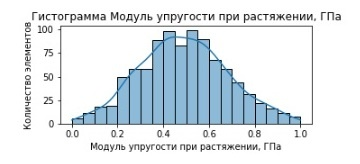 Гистограмма Модуль упругости при растяжении, ГПа
Количество элементов
100
75
50
25
0
0.0 0.2 0.4 0.6 0.8 1.0
Модуль упругости при растяжении, ГПа